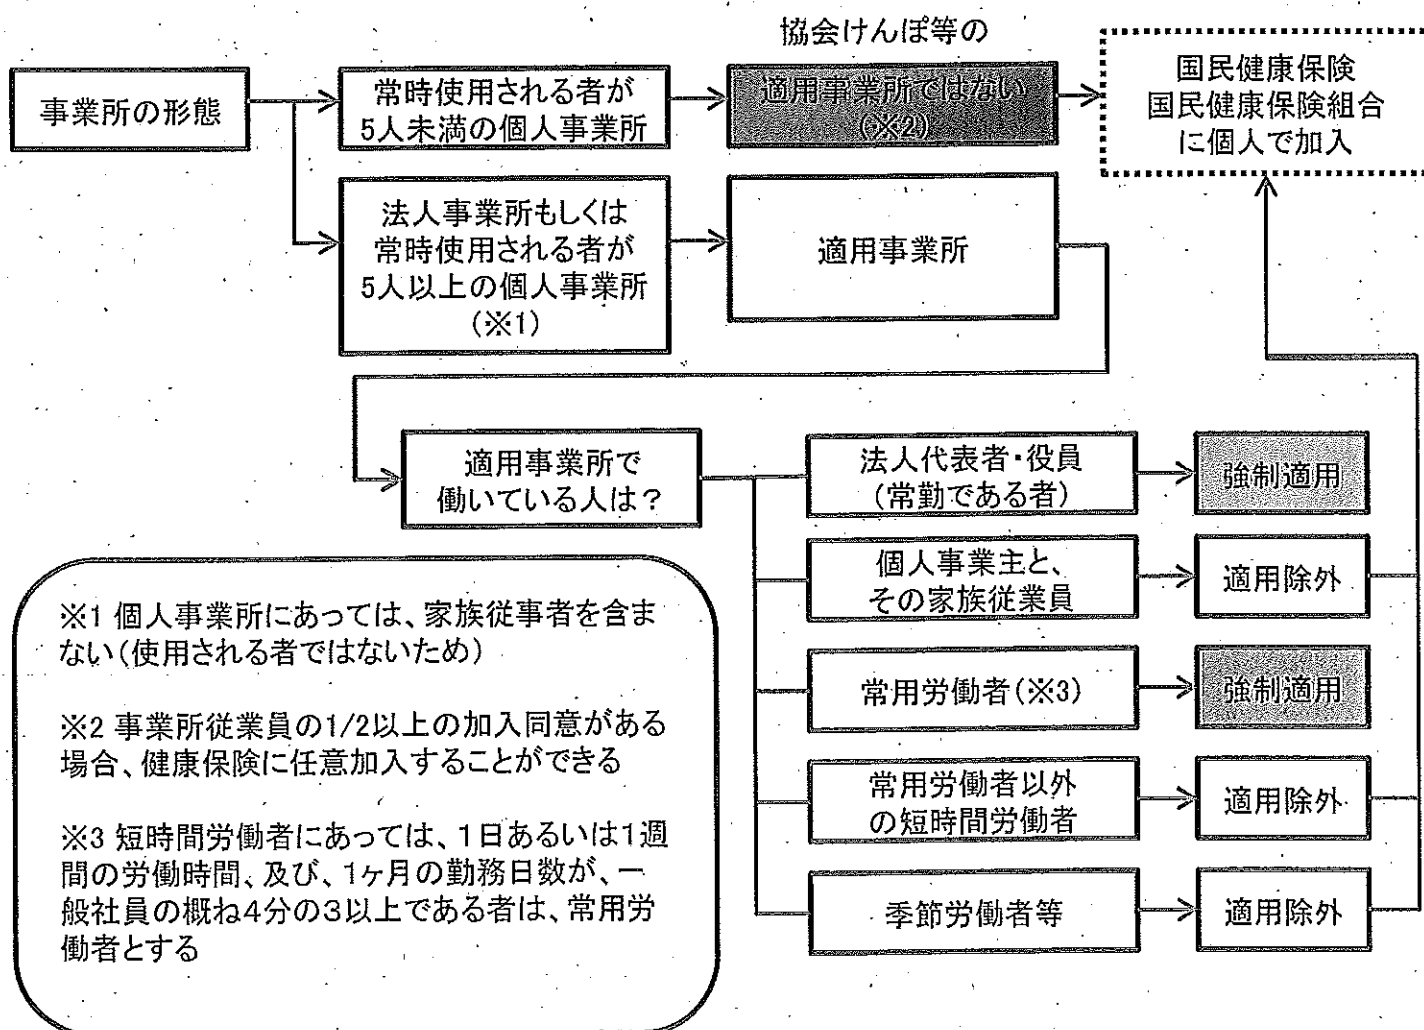 協会けんぽ等の
事業所の形態
常時使用される者が
5人未満の個人事業所
適用事業所ではない
(※2)
国民健康保険
国民健康保険組合
に個人で加入
法人事業所もしくは
常時使用される者が
5人以上の個人事業所
(※1)
適用事業所
適用事業所で
働いている人は?
法人代表者・役員
(常勤である者)
強制適用
個人事業主と、
その家族従業員
適用除外
常用労働者(※3)
強制適用
常用労働者以外
の短時間労働者
適用除外
季節労働者等
適用除外
※1 個人事業所にあっては、家族従事者を含ま
ない(使用される者ではないため)
※2 事業所従業員の1/2以上の加入同意がある
場合、健康保険に任意加入することができる
※3 短時間労働者にあっては、1日あるいは1週
間の労働時間、及び、1ヶ月の勤務日数が、一
般社員の概ね4分の3以上である者は、常用労
働者とする